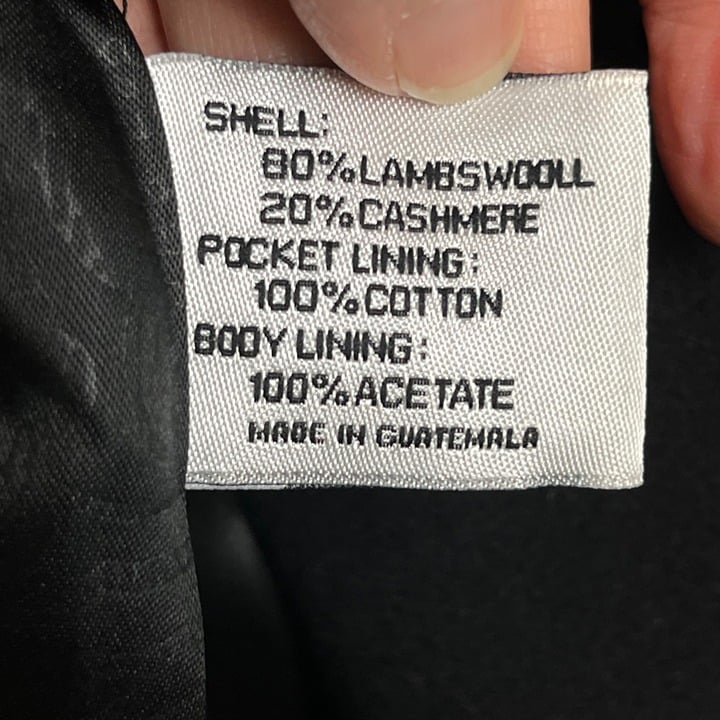 SHELL:
80%LAMBSWOOLL
20%CASHMERE
POCKET LINING:
100%COTTON
BODY LINING:
100%ACETATE
MADE IN GUATEMALA